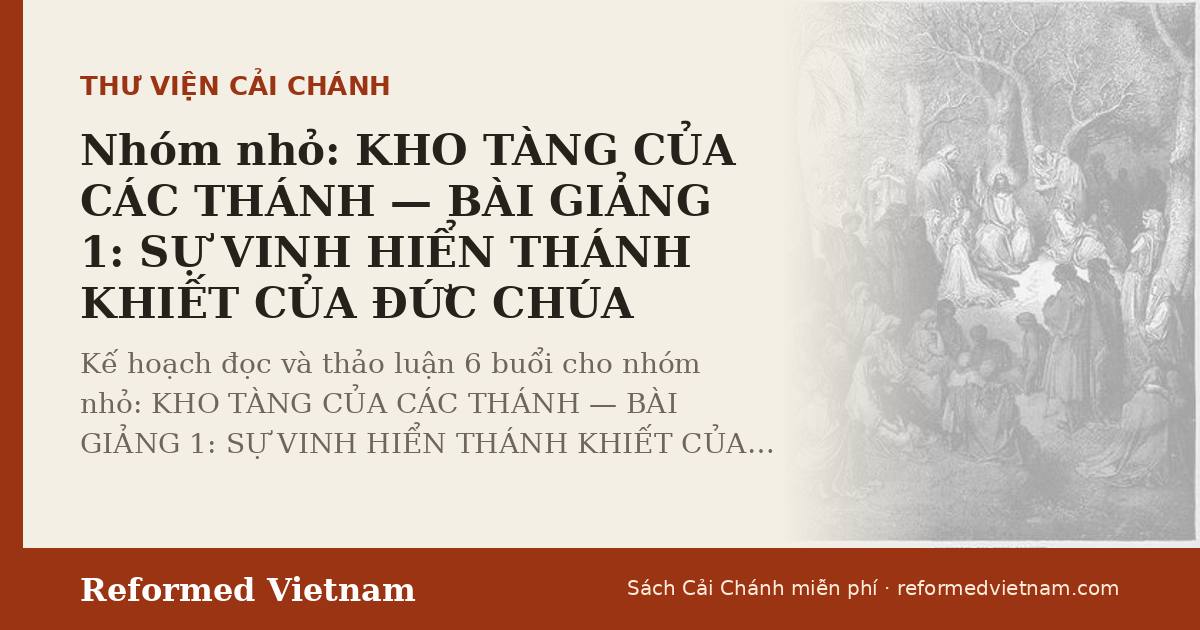 THƯ VIỆN CẢI CHÁNH
Nhóm nhỏ: KHO TÀNG CỦA
CÁC THÁNH — BÀI GIẢNG
1: SỰ VINH HIỂN THÁNH
KHIẾT CỦA ĐỨC CHÚA
Kế hoạch đọc và thảo luận 6 buổi cho nhóm
nhỏ: KHO TÀNG CỦA CÁC THÁNH — BÀI
GIẢNG 1: SỰ VINH HIỂN THÁNH KHIẾT CỦA...
Reformed Vietnam
Sách Cải Chánh miễn phí · reformedvietnam.com